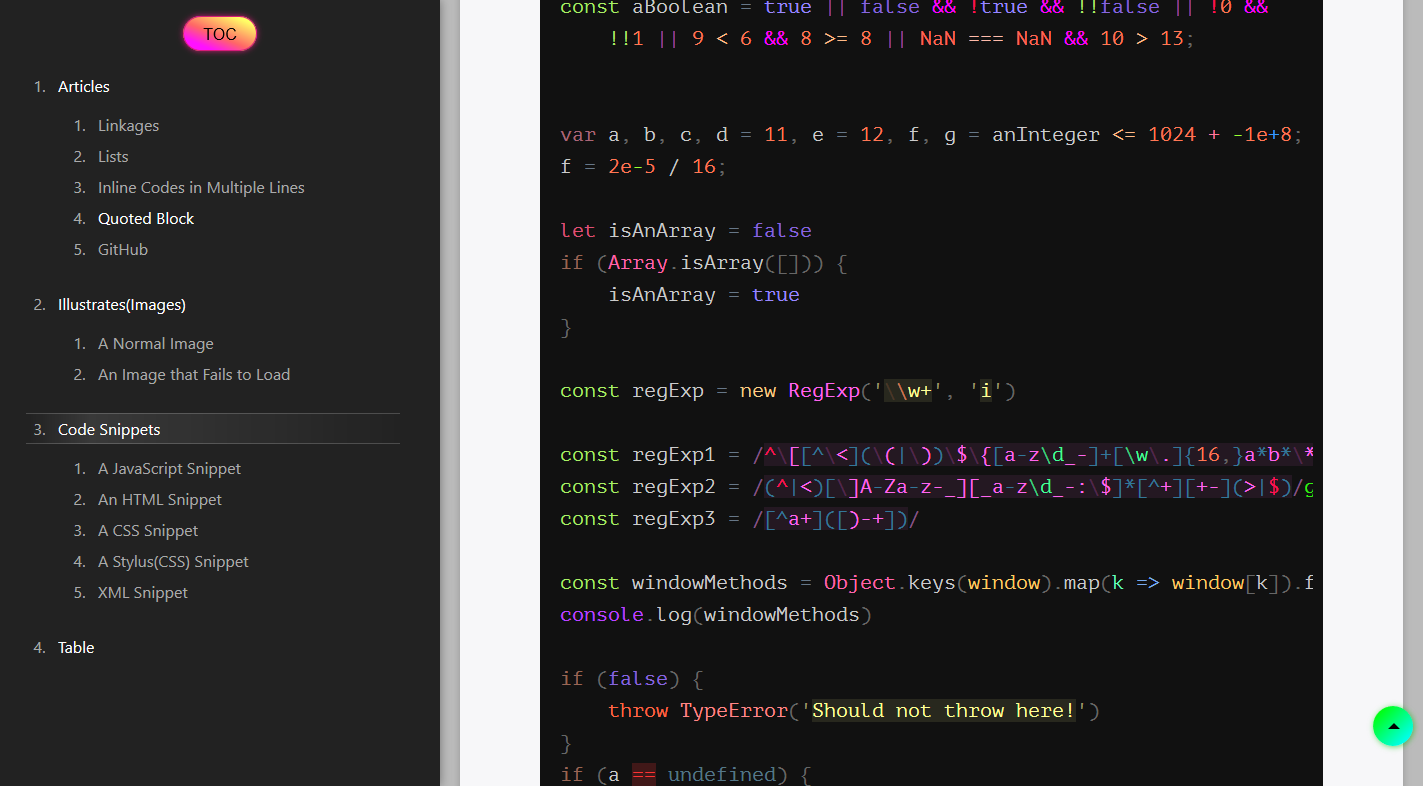 TOC
1. Articles
1. Linkages
2. Lists
3. Inline Codes in Multiple Lines
4. Quoted Block
5. GitHub
2. Illustrates(Images)
1. A Normal Image
2. An Image that Fails to Load
3. Code Snippets
1. A JavaScript Snippet
2. An HTML Snippet
3. A CSS Snippet
4. A Stylus(CSS) Snippet
5. XML Snippet
4. Table
const aBoolean = true || false && !true && !!false || !0 &&
    !!1 || 9 < 6 && 8 >= 8 || NaN === NaN && 10 > 13;
var a, b, c, d = 11, e = 12, f, g = anInteger <= 1024 + -1e+8;
f = 2e-5 / 16;
let isAnArray = false
if (Array.isArray([])) {
    isAnArray = true
}
const regExp = new RegExp('\\w+', 'i')
const regExp1 = /^\[[^\<](\(|\))\$\{[a-z\d_-]+[\w\.]{16,}a*b*\*
const regExp2 = /(^|<)[\]A-Za-z-_][_a-z\d_-:\$]*[^+][+-](>|$)/g
const regExp3 = /[^a+]([)-+])/
const windowMethods = Object.keys(window).map(k => window[k]).f
console.log(windowMethods)
if (false) {
    throw TypeError('Should not throw here!')
}
if (a == undefined) {